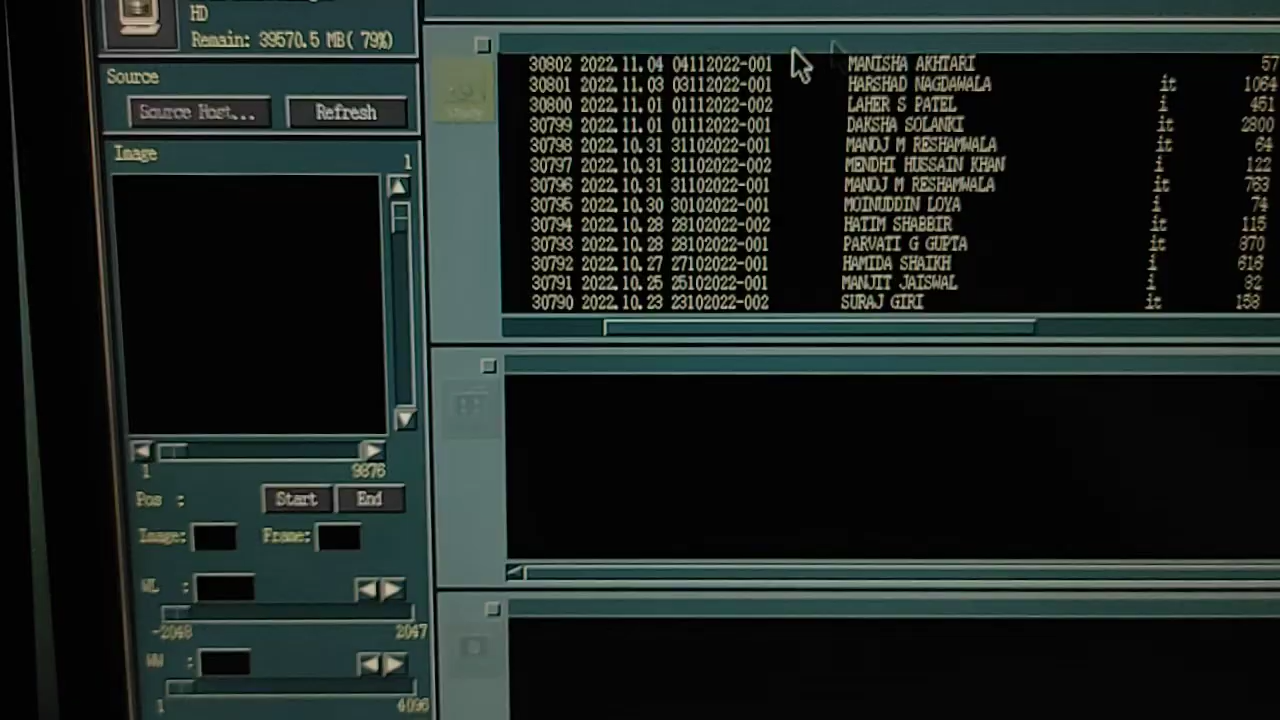 HD
Remain: 39570.5 MB( 79%)
Source
Source Host... Refresh
Image
1
1 9876
Pos : Start End
Image: Frame:
WL :
-2048 2047
WW :
1 4096
30802 2022.11.04 04112022-001 MANISHA AKHTARI 57
30801 2022.11.03 03112022-001 HARSHAD NAGDAWALA it 1064
30800 2022.11.01 01112022-002 LAHER S PATEL i 451
30799 2022.11.01 01112022-001 DAKSHA SOLANKI it 2800
30798 2022.10.31 31102022-001 MANOJ M RESHAMWALA it 64
30797 2022.10.31 31102022-002 MENDHI HUSSAIN KHAN i 122
30796 2022.10.31 31102022-001 MANOJ M RESHAMWALA it 763
30795 2022.10.30 30102022-001 MOINUDDIN LOYA i 74
30794 2022.10.28 28102022-002 HATIM SHABBIR it 115
30793 2022.10.28 28102022-001 PARVATI G GUPTA it 870
30792 2022.10.27 27102022-001 HAMIDA SHAIKH i 616
30791 2022.10.25 25102022-001 MANJIT JAISWAL i 82
30790 2022.10.23 23102022-002 SURAJ GIRI it 158